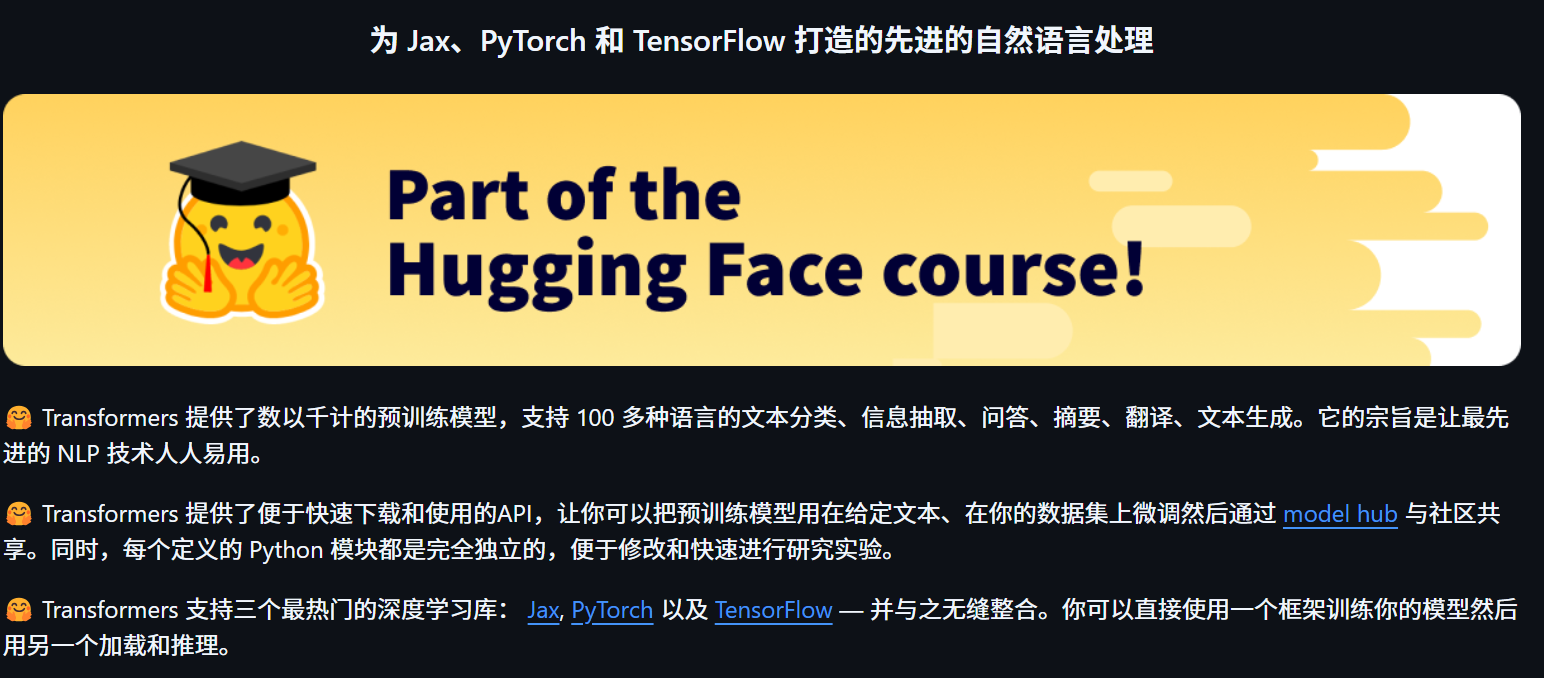 为 Jax、PyTorch 和 TensorFlow 打造的先进的自然语言处理
Part of the
Hugging Face course!
🤗 Transformers 提供了数以千计的预训练模型，支持 100 多种语言的文本分类、信息抽取、问答、摘要、翻译、文本生成。它的宗旨是让最先
进的 NLP 技术人人易用。
🤗 Transformers 提供了便于快速下载和使用的API，让你可以把预训练模型用在给定文本、在你的数据集上微调然后通过 model hub 与社区共
享。同时，每个定义的 Python 模块都是完全独立的，便于修改和快速进行研究实验。
🤗 Transformers 支持三个最热门的深度学习库： Jax, PyTorch 以及 TensorFlow — 并与之无缝整合。你可以直接使用一个框架训练你的模型然后
用另一个加载和推理。